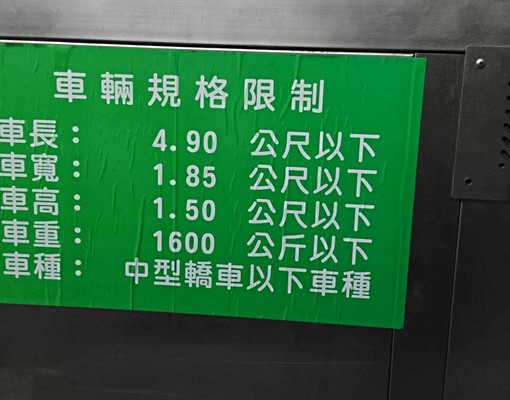 車輛規格限制
車長： 4.90 公尺以下
車寬： 1.85 公尺以下
車高： 1.50 公尺以下
車重： 1600 公斤以下
車種： 中型轎車以下車種